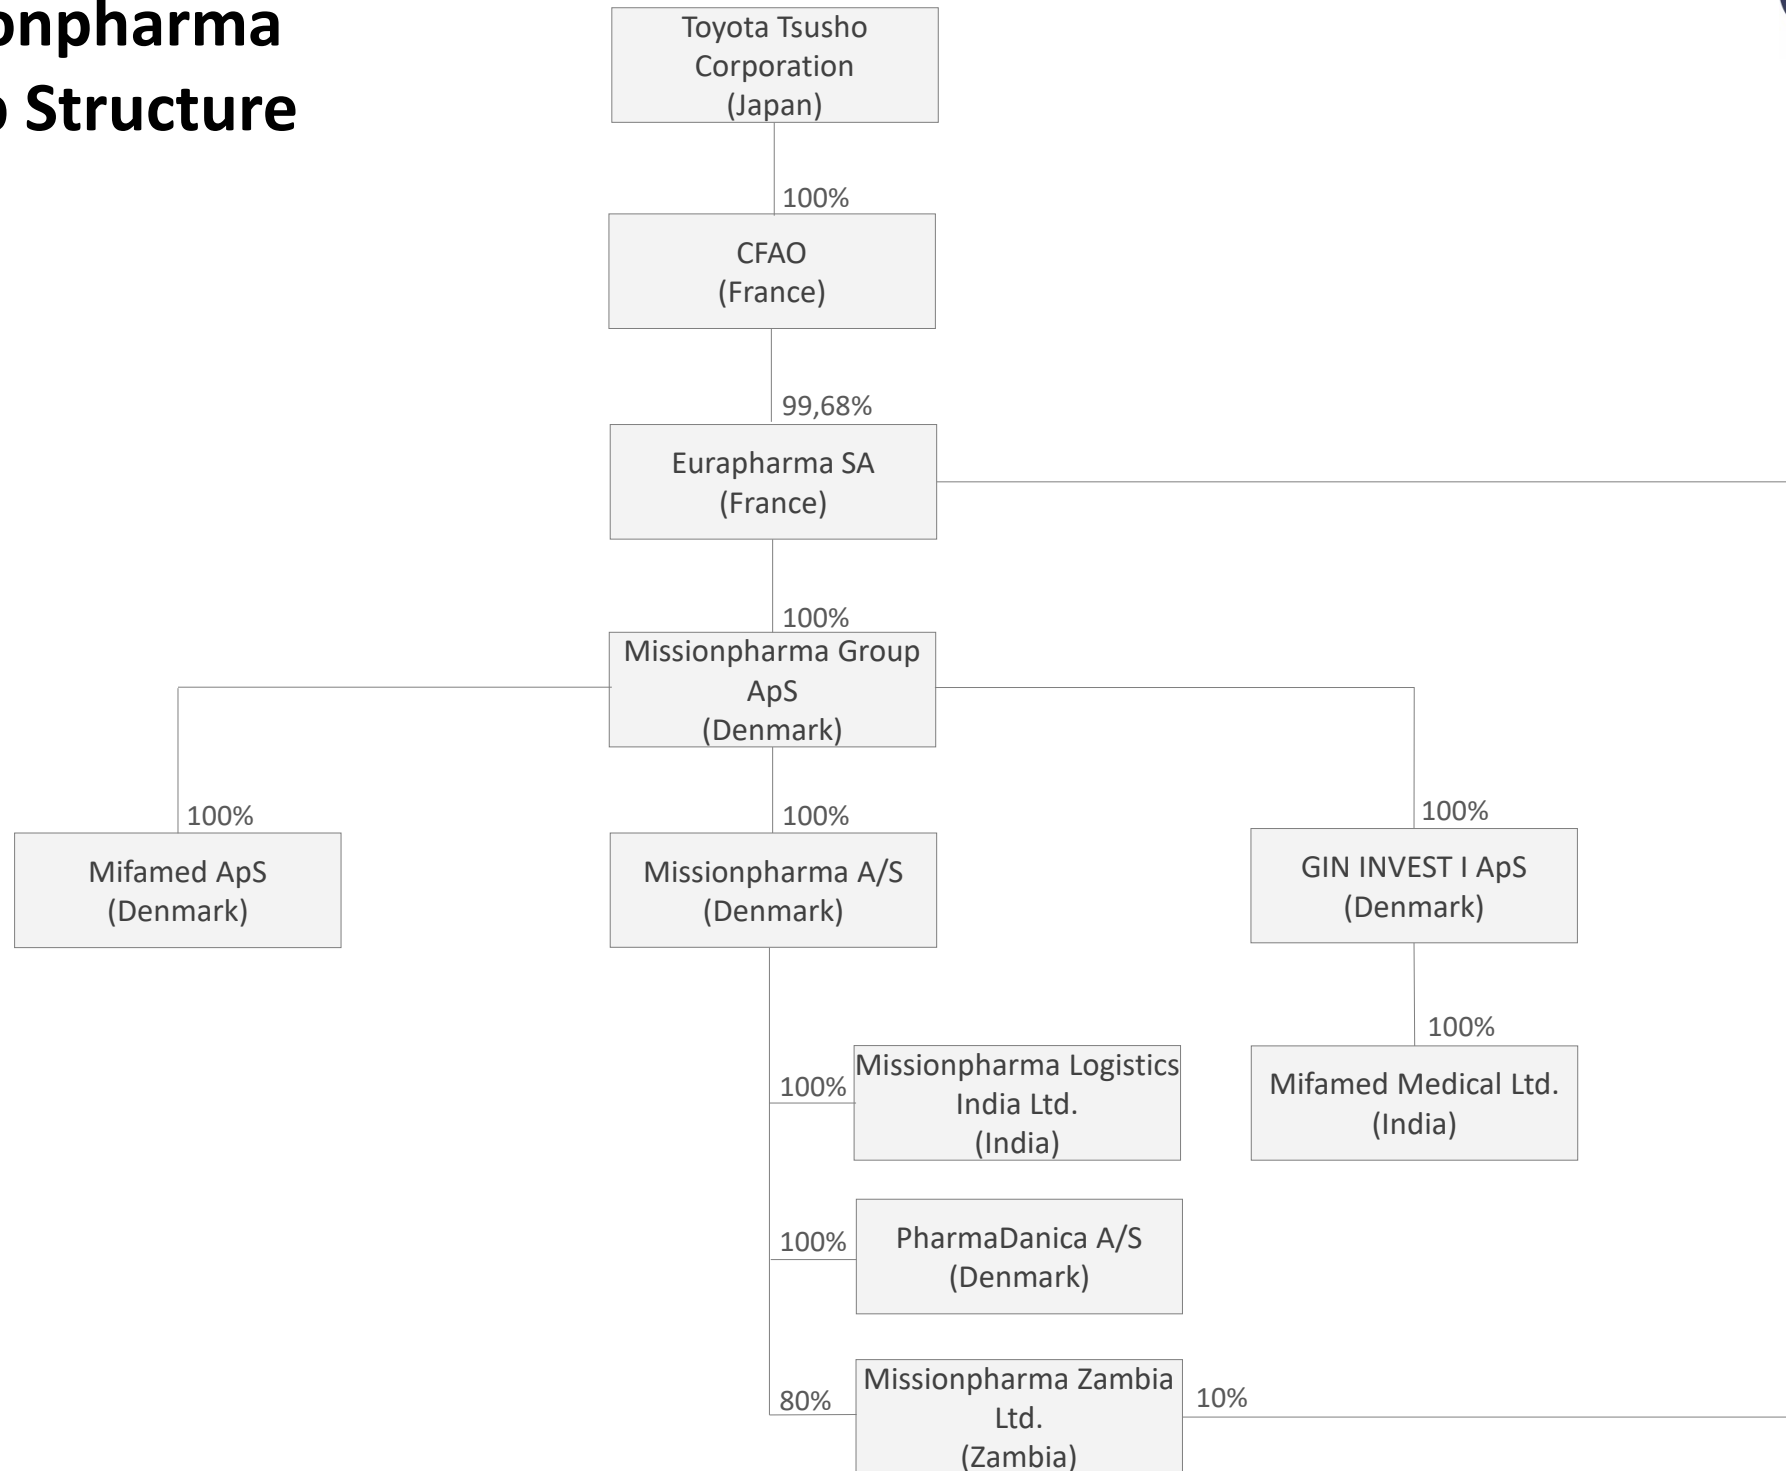 onpharma
Structure
Toyota Tsusho
Corporation
(Japan)
100%
CFAO
(France)
99,68%
Eurapharma SA
(France)
100%
Missionpharma Group
ApS
(Denmark)
100%
100%
100%
Mifamed ApS
(Denmark)
Missionpharma A/S
(Denmark)
GIN INVEST I ApS
(Denmark)
100%
100%
Missionpharma Logistics
India Ltd.
(India)
Mifamed Medical Ltd.
(India)
100%
PharmaDanica A/S
(Denmark)
80%
Missionpharma Zambia
Ltd.
(Zambia)
10%